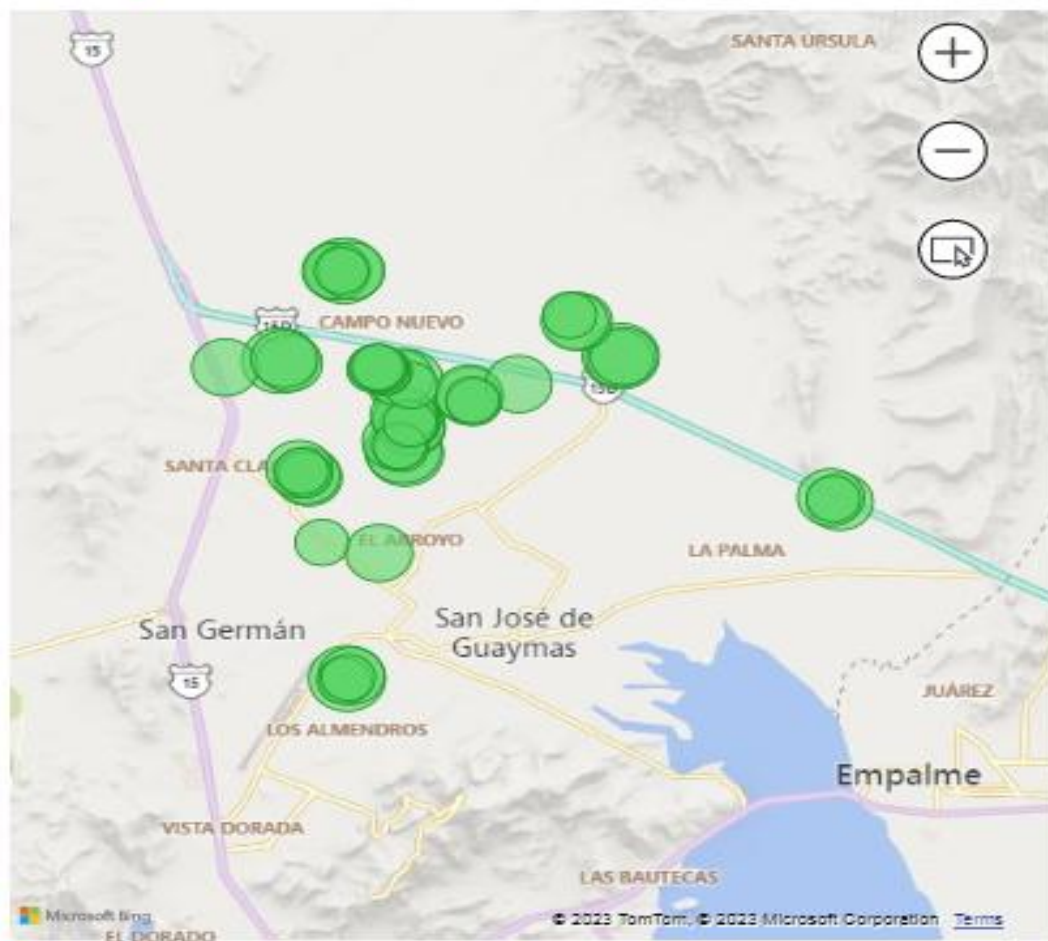 SANTA ÚRSULA
15
15D
CAMPO NUEVO
15D
SANTA CLA
EL ARROYO
LA PALMA
San Germán
San José de
Guaymas
15
JUÁREZ
LOS ALMENDROS
Empalme
VISTA DORADA
LAS BAUTECAS
Microsoft Bing
© 2023 TomTom, © 2023 Microsoft Corporation Terms
EL DORADO